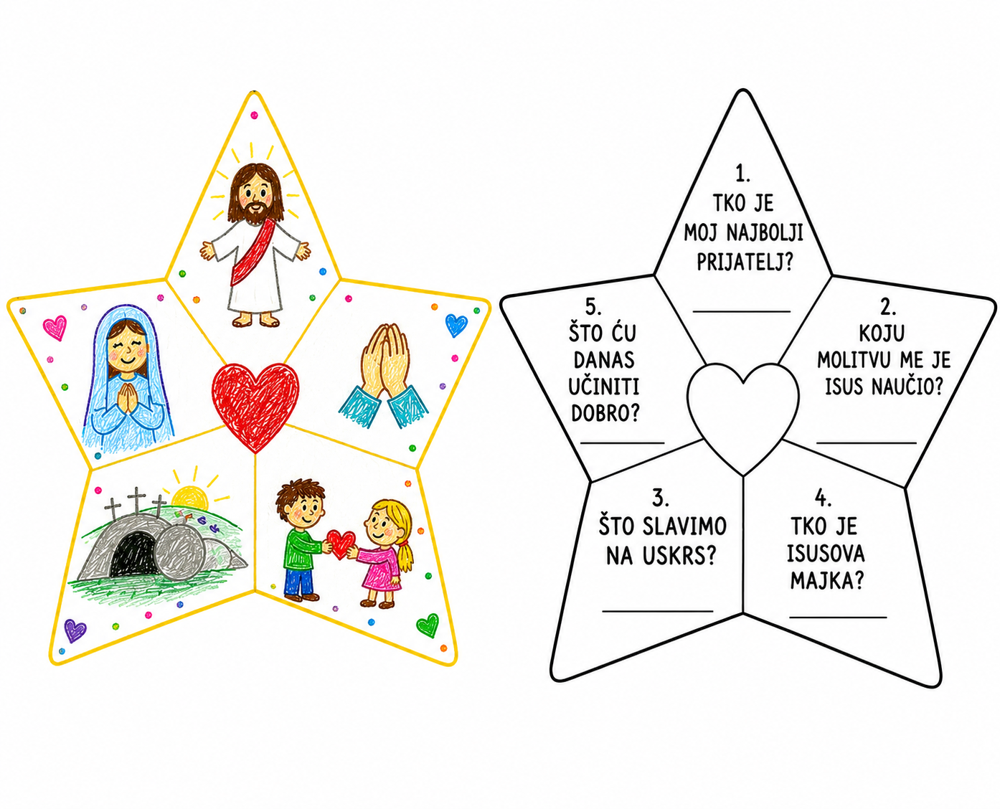 1.
TKO JE
MOJ NAJBOLJI
PRIJATELJ?
2.
KOJU
MOLITVU ME JE
ISUS NAUČIO?
3.
ŠTO SLAVIMO
NA USKRS?
4.
TKO JE
ISUSOVA
MAJKA?
5.
ŠTO ĆU
DANAS
UČINITI
DOBRO?